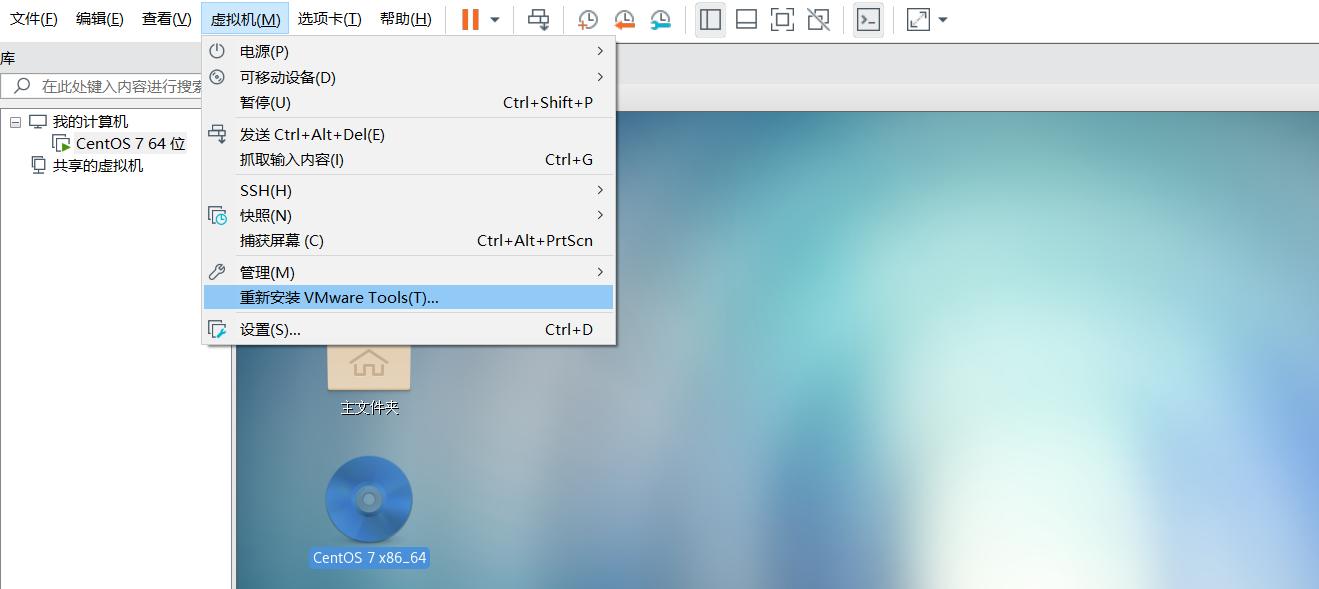 文件(F) 编辑(E) 查看(V) 虚拟机(M) 选项卡(T) 帮助(H)
库
在此处键入内容进行搜索
我的计算机
CentOS 7 64 位
共享的虚拟机
电源(P)
可移动设备(D)
暂停(U) Ctrl+Shift+P
发送 Ctrl+Alt+Del(E)
抓取输入内容(I) Ctrl+G
SSH(H)
快照(N)
捕获屏幕 (C) Ctrl+Alt+PrtScn
管理(M)
重新安装 VMware Tools(T)...
设置(S)... Ctrl+D
主文件夹
CentOS 7 x86_64